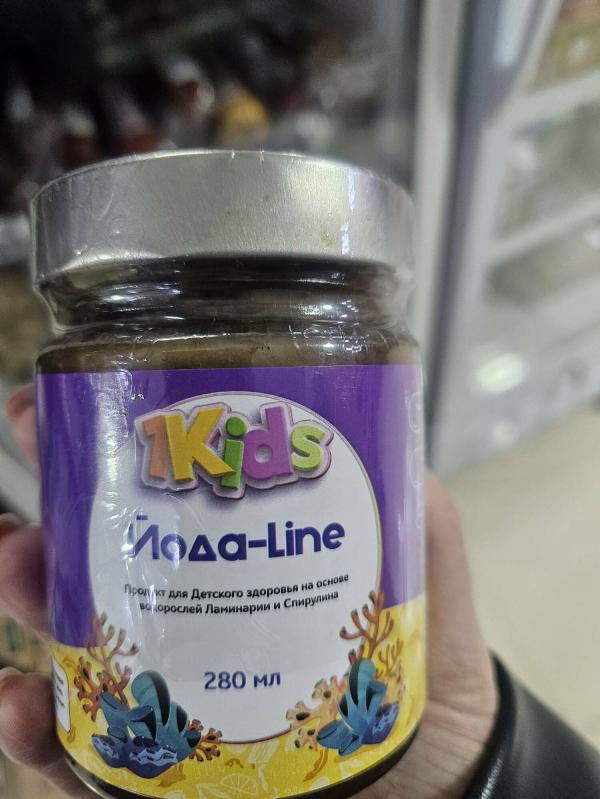 1Kids
Йода-Line
Продукт для Детского здоровья на основе
водорослей Ламинарии и Спирулина
280 мл